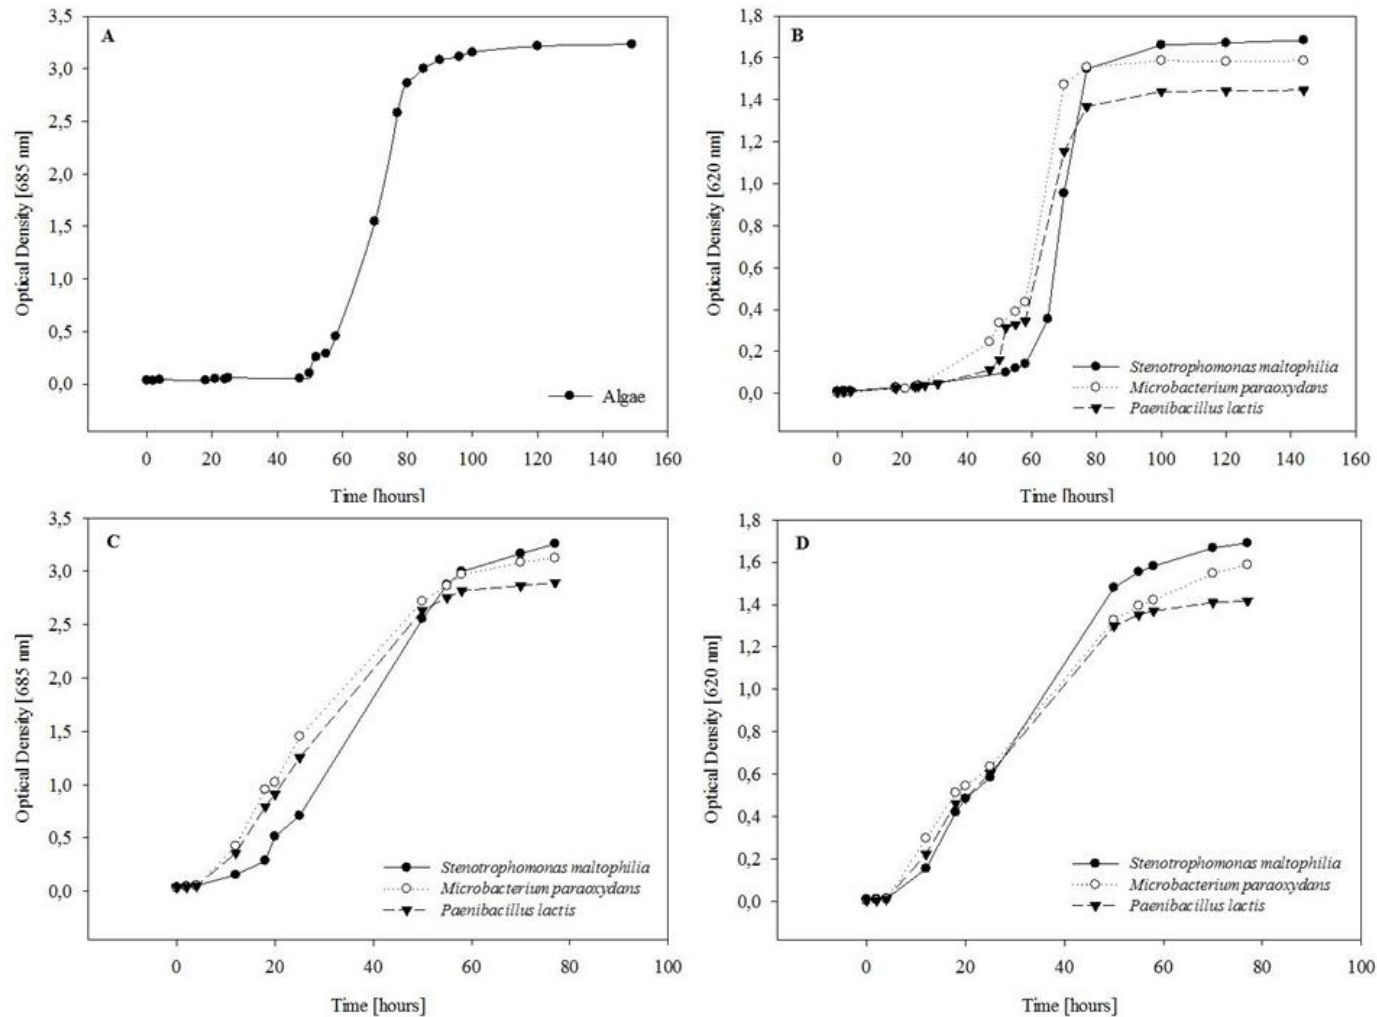 A
Optical Density [685 nm]
3,5
3,0
2,5
2,0
1,5
1,0
0,5
0,0
Algae
0 20 40 60 80 100 120 140 160
Time [hours]
B
Optical Density [620 nm]
1,8
1,6
1,4
1,2
1,0
0,8
0,6
0,4
0,2
0,0
Stenotrophomonas maltophilia
Microbacterium paraoxydans
Paenibacillus lactis
0 20 40 60 80 100 120 140 160
Time [hours]
C
Optical Density [685 nm]
3,5
3,0
2,5
2,0
1,5
1,0
0,5
0,0
Stenotrophomonas maltophilia
Microbacterium paraoxydans
Paenibacillus lactis
0 20 40 60 80 100
Time [hours]
D
Optical Density [620 nm]
1,8
1,6
1,4
1,2
1,0
0,8
0,6
0,4
0,2
0,0
Stenotrophomonas maltophilia
Microbacterium paraoxydans
Paenibacillus lactis
0 20 40 60 80 100
Time [hours]